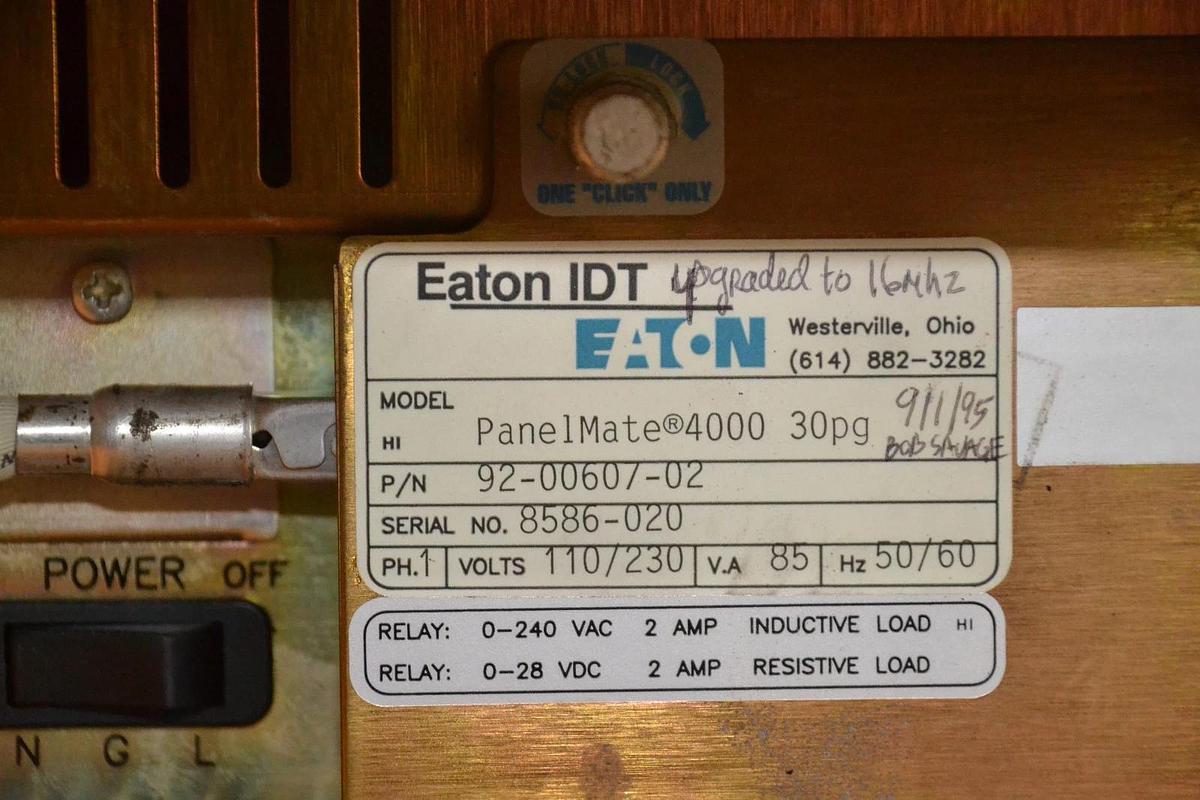 RELEASE LOCK
ONE "CLICK" ONLY
Eaton IDT upgraded to 16Mhz
EATON Westerville, Ohio
(614) 882-3282
MODEL
HI PanelMate®4000 30pg 9/1/95
BOB SAVAGE
P/N 92-00607-02
SERIAL NO. 8586-020
PH.1 VOLTS 110/230 V.A 85 Hz 50/60
POWER OFF
RELAY: 0-240 VAC 2 AMP INDUCTIVE LOAD HI
RELAY: 0-28 VDC 2 AMP RESISTIVE LOAD
N G L